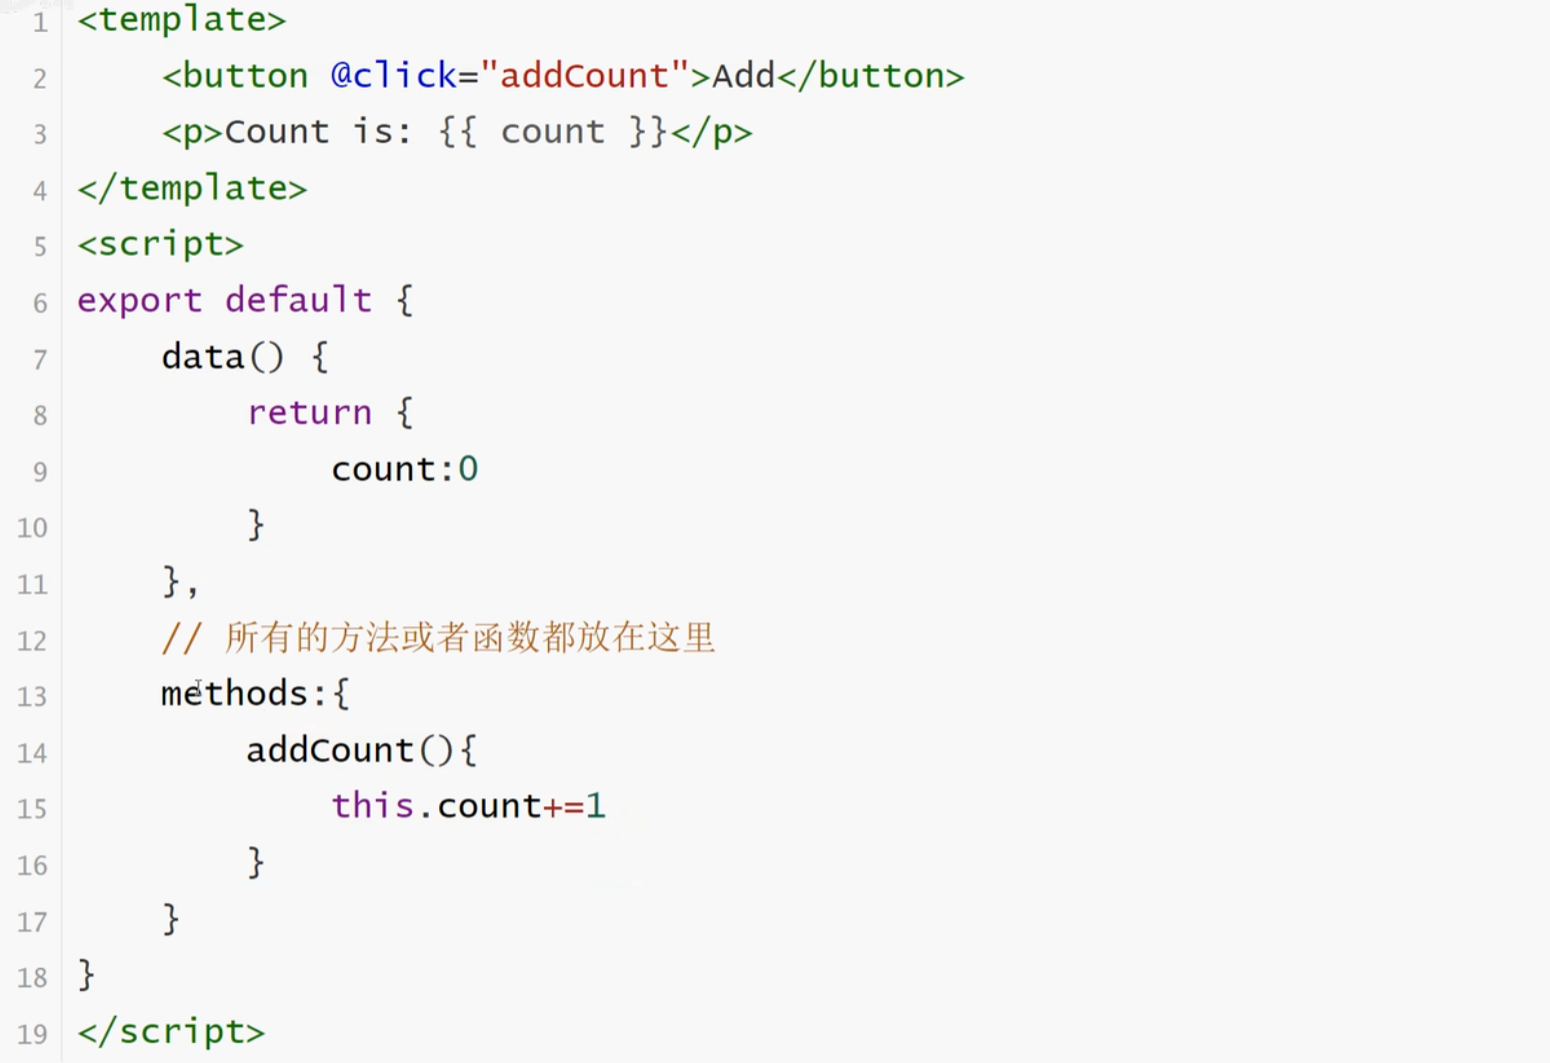 1 <template>
2     <button @click="addCount">Add</button>
3     <p>Count is: {{ count }}</p>
4 </template>
5 <script>
6 export default {
7     data() {
8         return {
9             count:0
10         }
11     },
12     // 所有的方法或者函数都放在这里
13     methods:{
14         addCount(){
15             this.count+=1
16         }
17     }
18 }
19 </script>